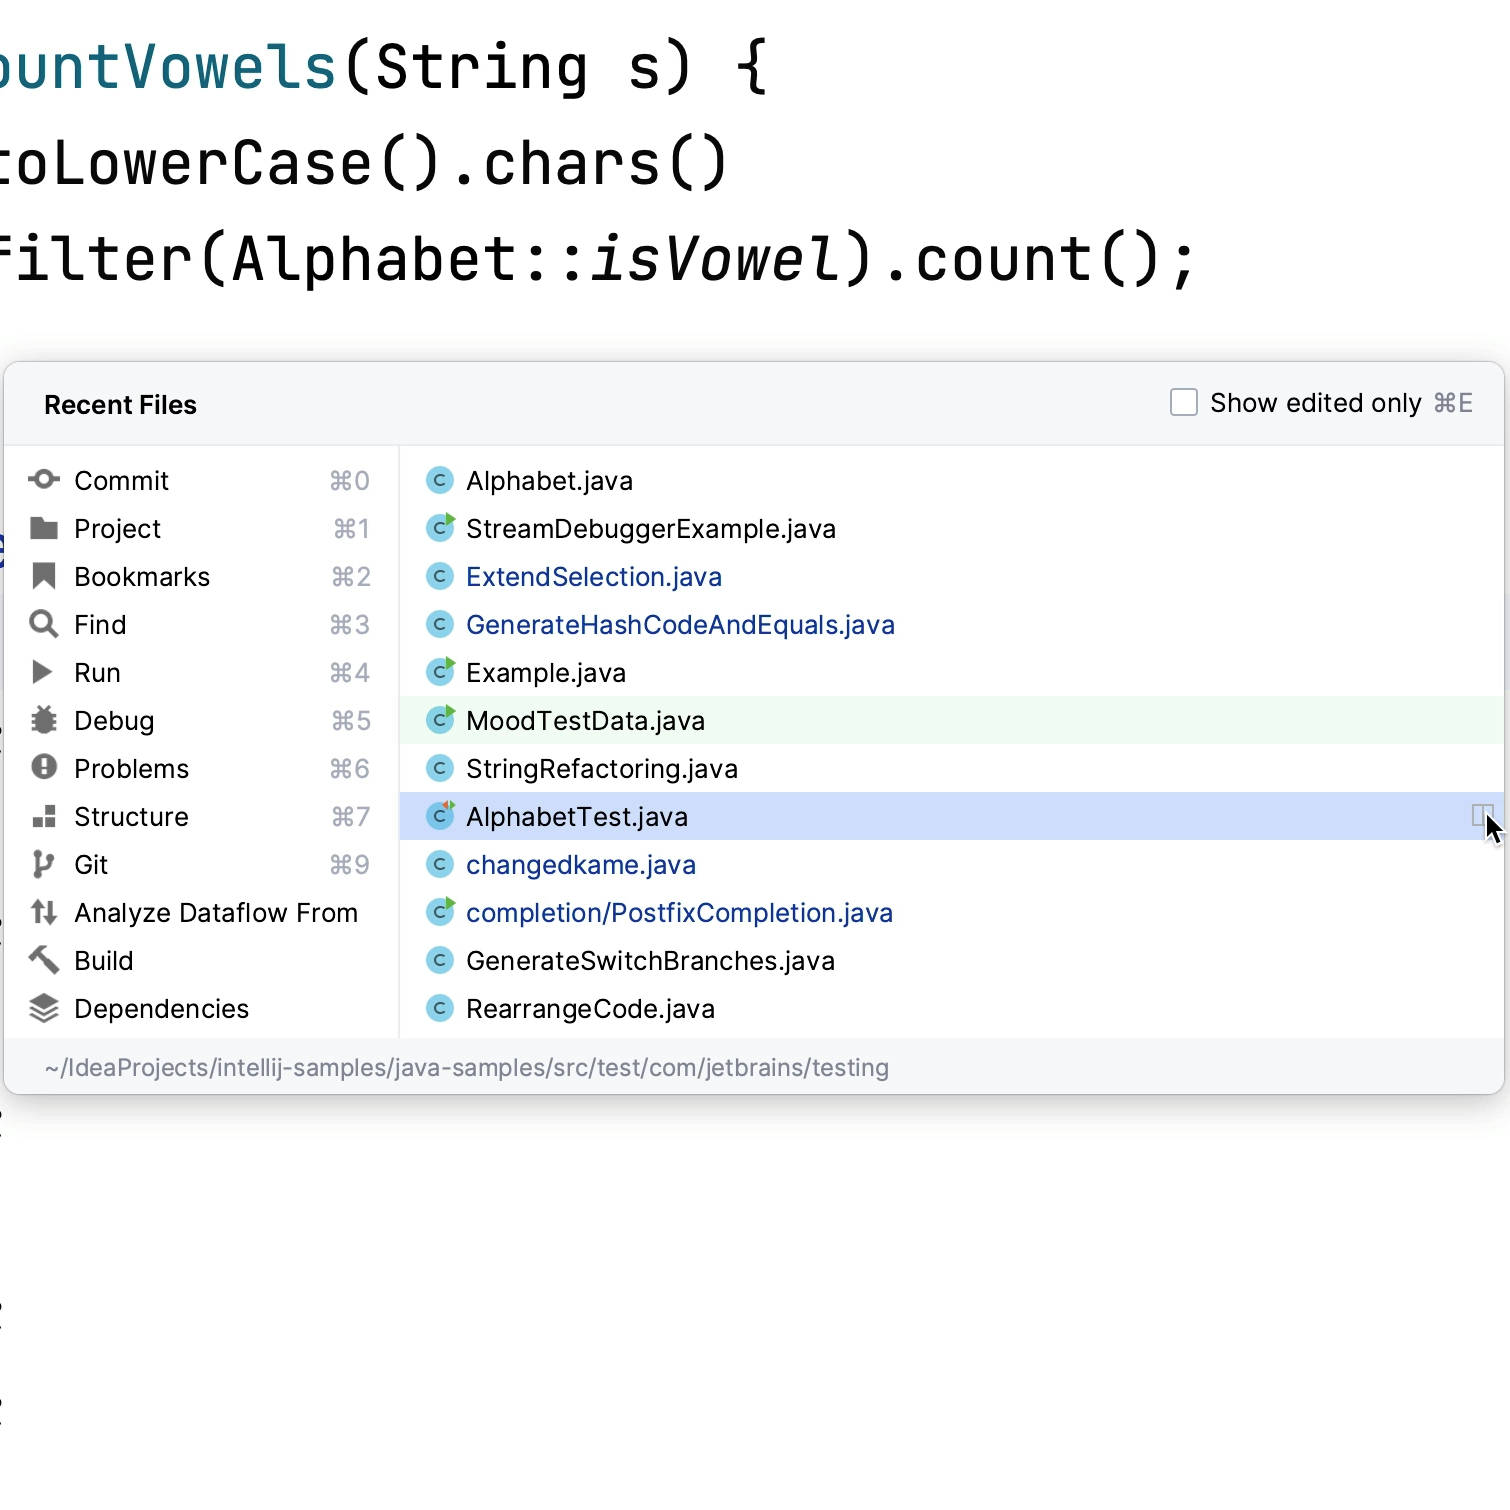 ountVowels(String s) {
toLowerCase().chars()
filter(Alphabet::isVowel).count();
Recent Files
Show edited only ⌘E
Commit ⌘0
Project ⌘1
Bookmarks ⌘2
Find ⌘3
Run ⌘4
Debug ⌘5
Problems ⌘6
Structure ⌘7
Git ⌘9
Analyze Dataflow From
Build
Dependencies
Alphabet.java
StreamDebuggerExample.java
ExtendSelection.java
GenerateHashCodeAndEquals.java
Example.java
MoodTestData.java
StringRefactoring.java
AlphabetTest.java
changedkame.java
completion/PostfixCompletion.java
GenerateSwitchBranches.java
RearrangeCode.java
~/IdeaProjects/intellij-samples/java-samples/src/test/com/jetbrains/testing